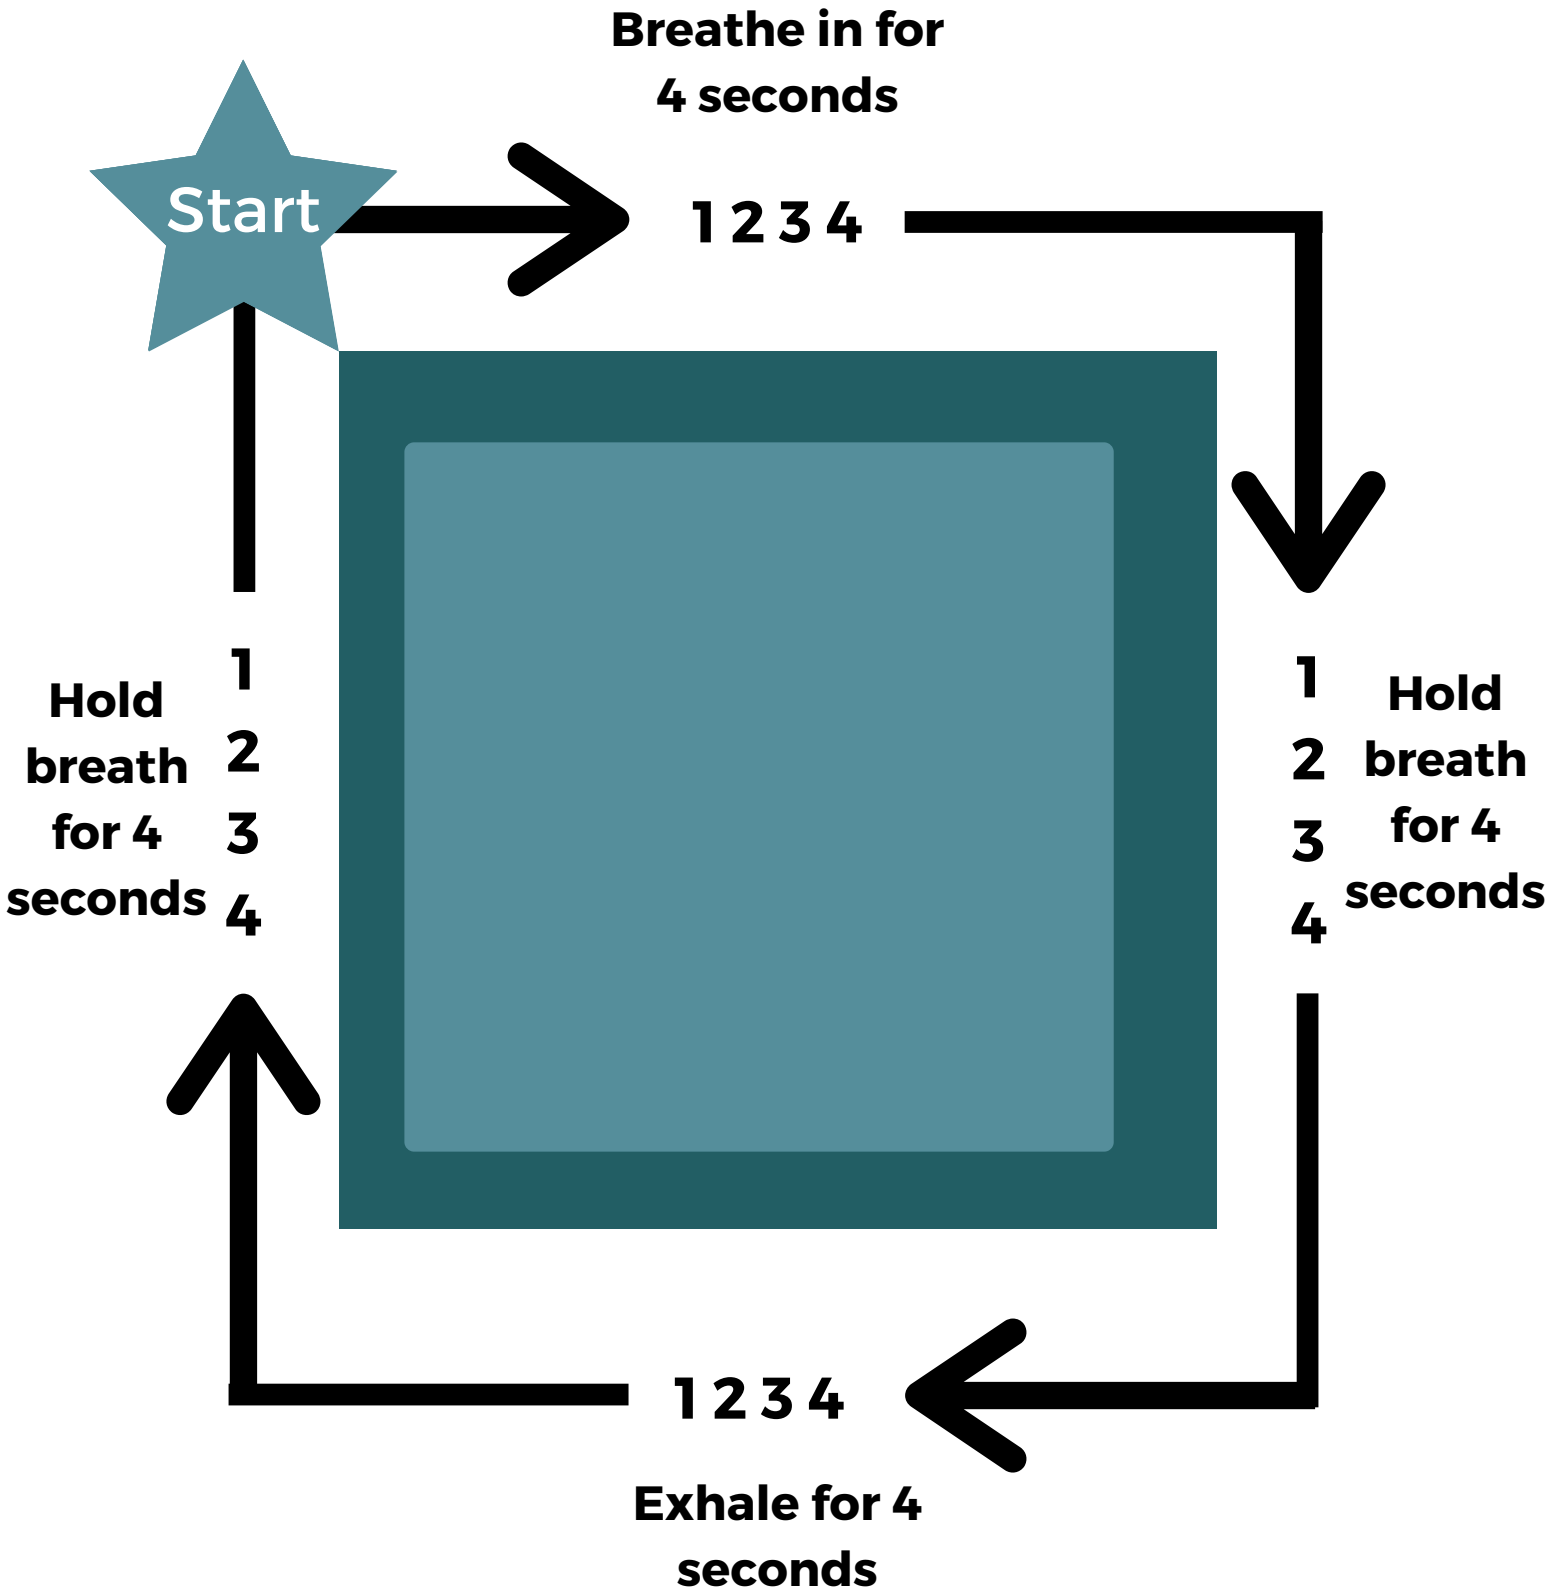 Breathe in for
4 seconds
Start
1 2 3 4
1
2
3
4
Hold
breath
for 4
seconds
1 2 3 4
Exhale for 4
seconds
Hold
breath
for 4
seconds
1
2
3
4